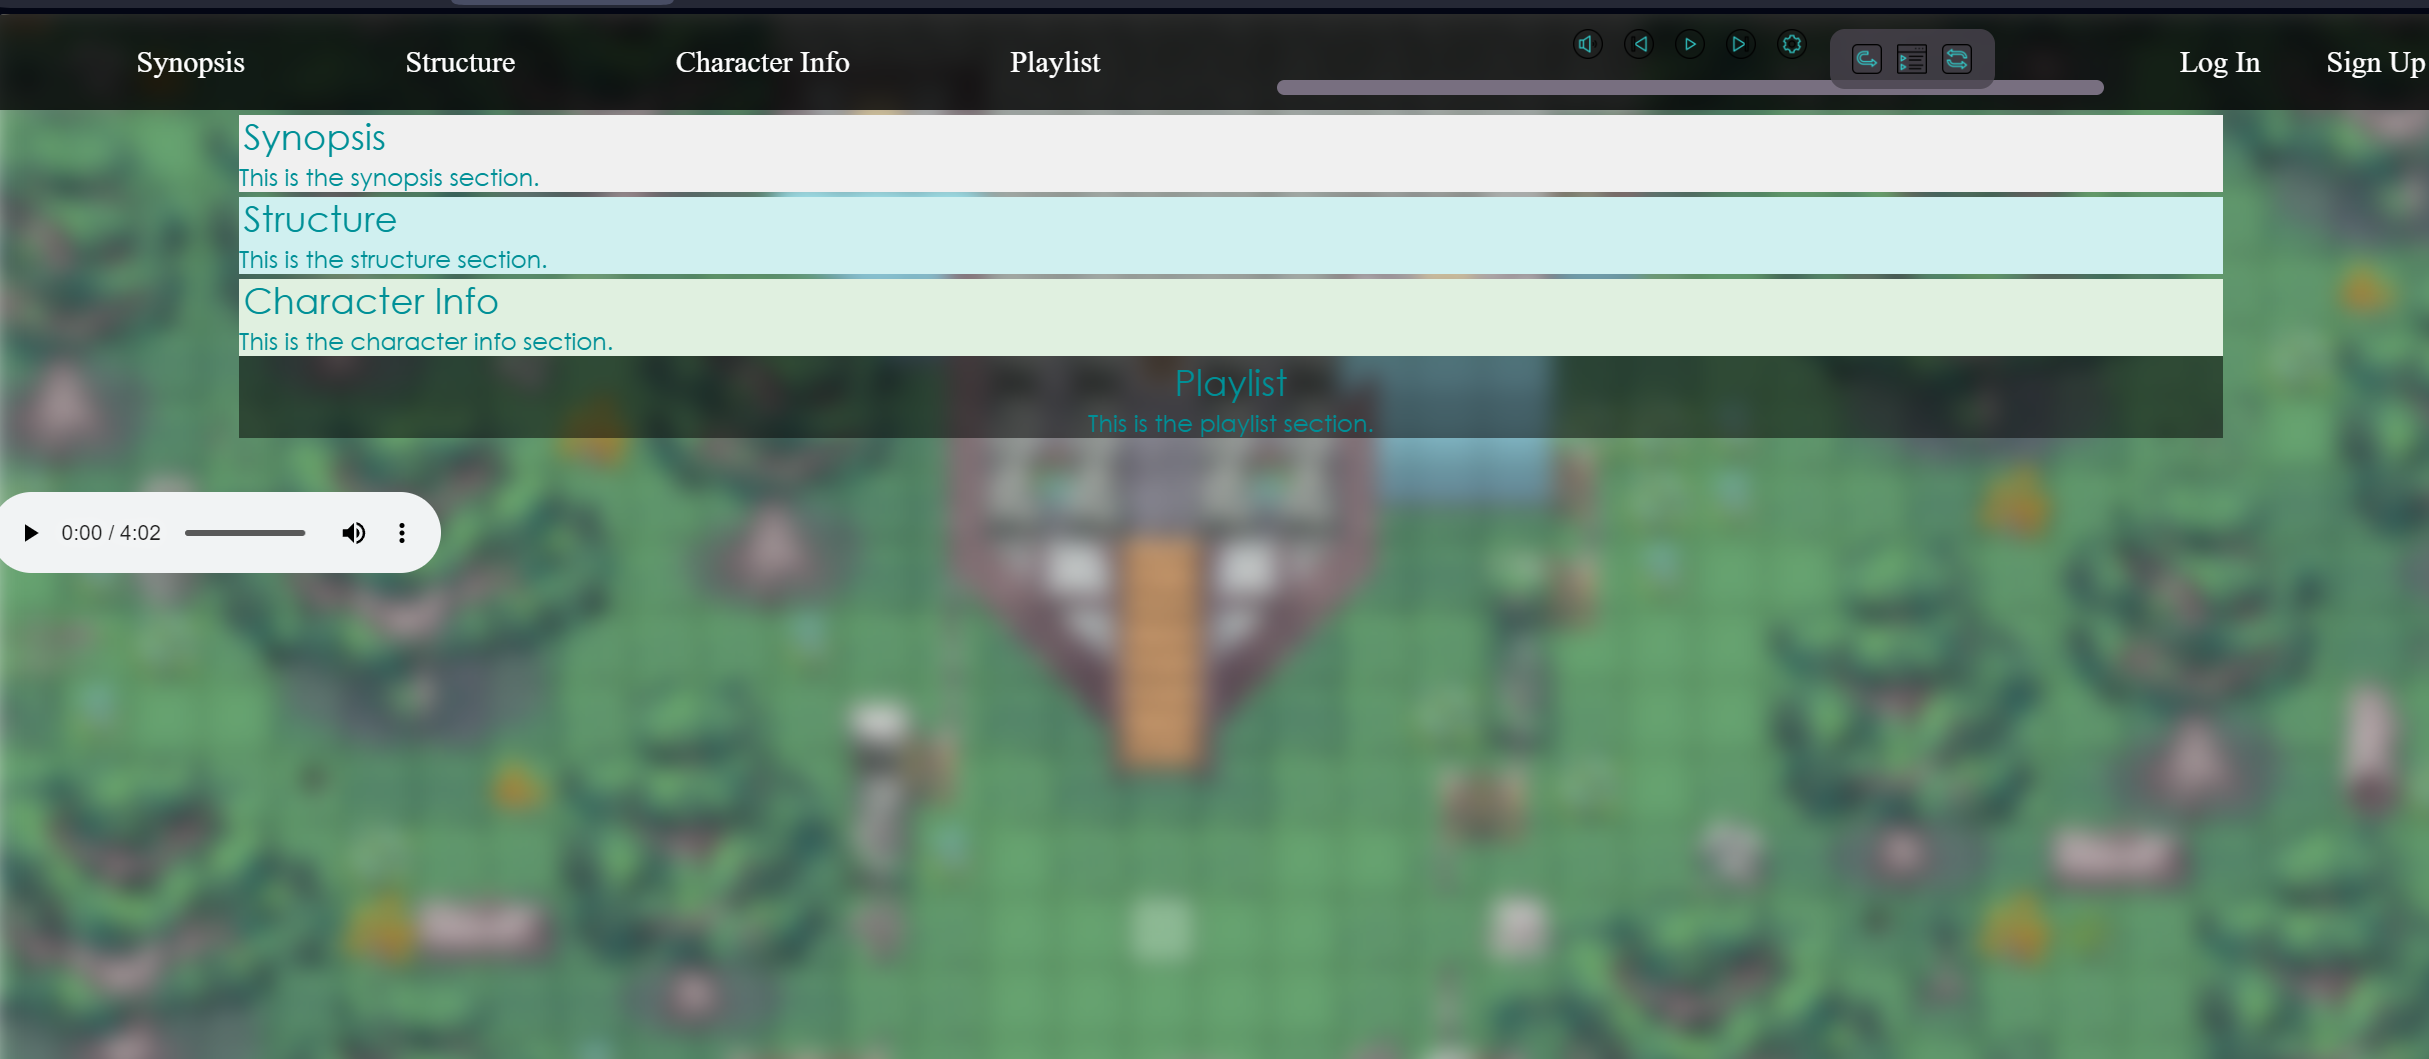 Synopsis Structure Character Info Playlist Log In Sign Up
Synopsis
This is the synopsis section.
Structure
This is the structure section.
Character Info
This is the character info section.
Playlist
This is the playlist section.
0:00 / 4:02